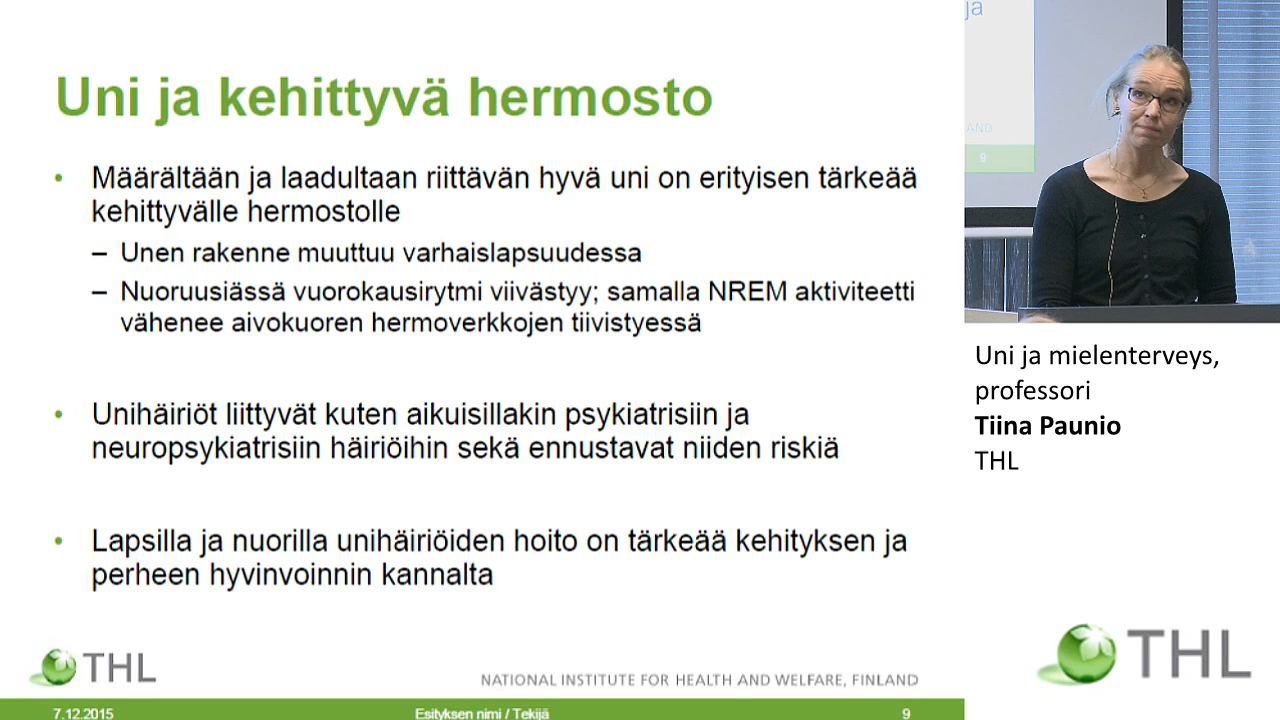 Uni ja kehittyvä hermosto
• Määrältään ja laadultaan riittävän hyvä uni on erityisen tärkeää
kehittyvälle hermostolle
– Unen rakenne muuttuu varhaislapsuudessa
– Nuoruusiässä vuorokausirytmi viivästyy; samalla NREM aktiviteetti
vähenee aivokuoren hermoverkkojen tiivistyessä
• Unihäiriöt liittyvät kuten aikuisillakin psykiatrisiin ja
neuropsykiatrisiin häiriöihin sekä ennustavat niiden riskiä
• Lapsilla ja nuorilla unihäiriöiden hoito on tärkeää kehityksen ja
perheen hyvinvoinnin kannalta
THL
NATIONAL INSTITUTE FOR HEALTH AND WELFARE, FINLAND
7.12.2015
Esityksen nimi / Tekijä
9
ja
AND
9
Uni ja mielenterveys,
professori
Tiina Paunio
THL
THL